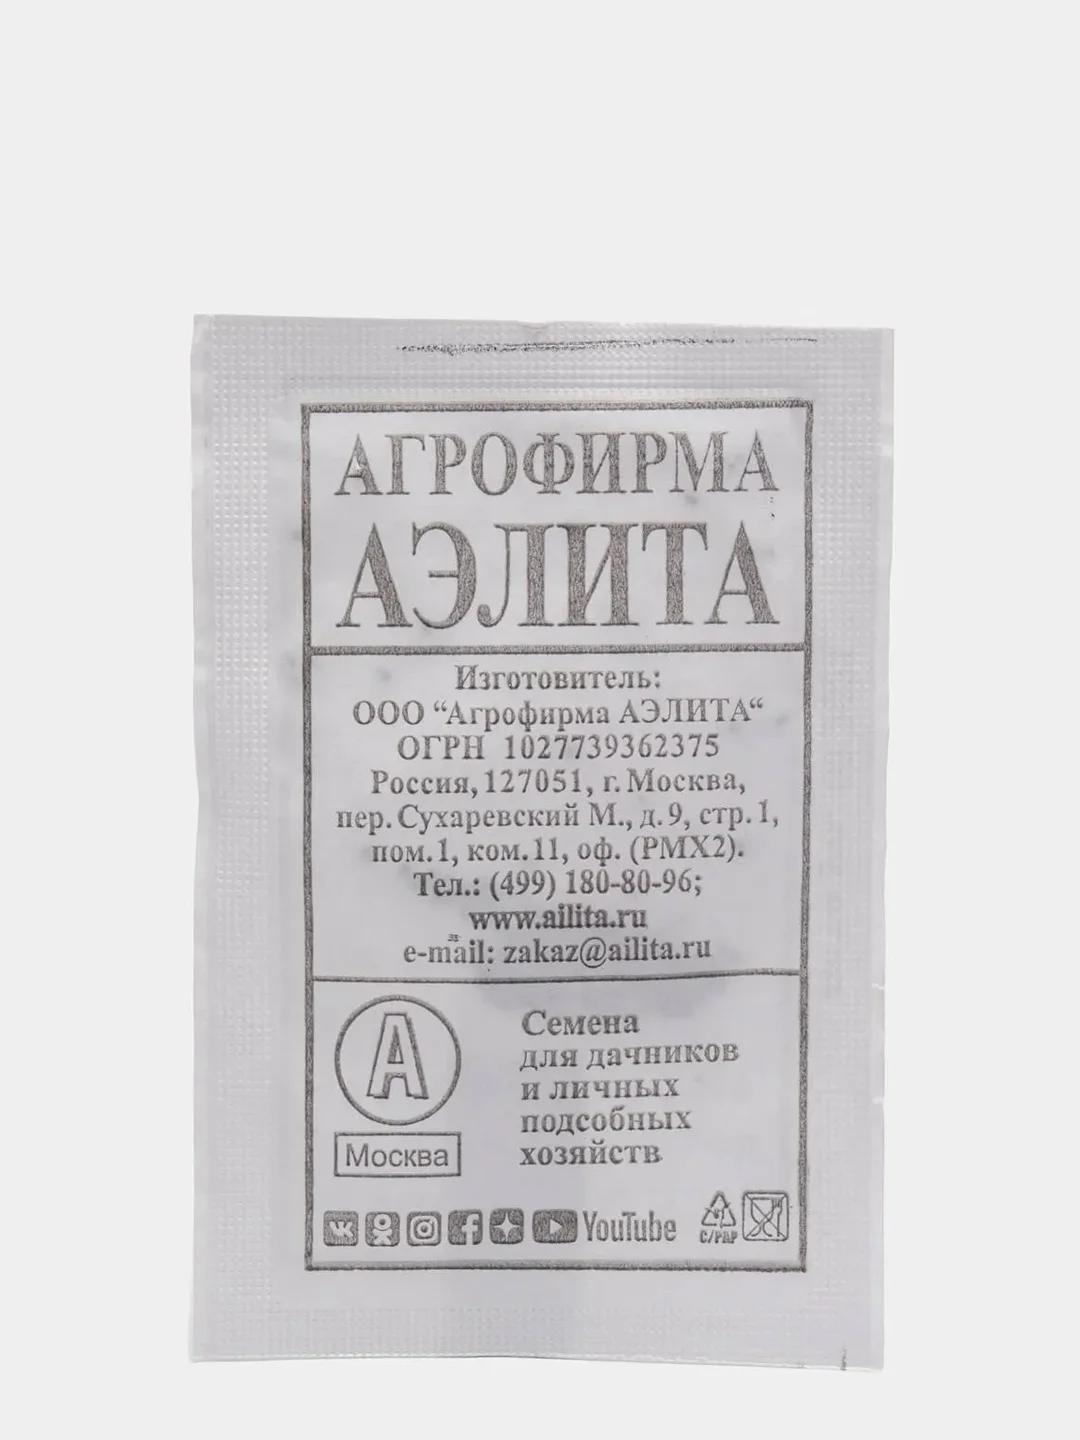 АГРОФИРМА
АЭЛИТА
Изготовитель:
ООО “Агрофирма АЭЛИТА“
ОГРН 1027739362375
Россия, 127051, г. Москва,
пер. Сухаревский М., д. 9, стр. 1,
пом. 1, ком. 11, оф. (РМХ2).
Тел.: (499) 180-80-96;
www.ailita.ru
e-mail: zakaz@ailita.ru
А
Москва
Семена
для дачников
и личных
подсобных
хозяйств
YouTube
C/PAP